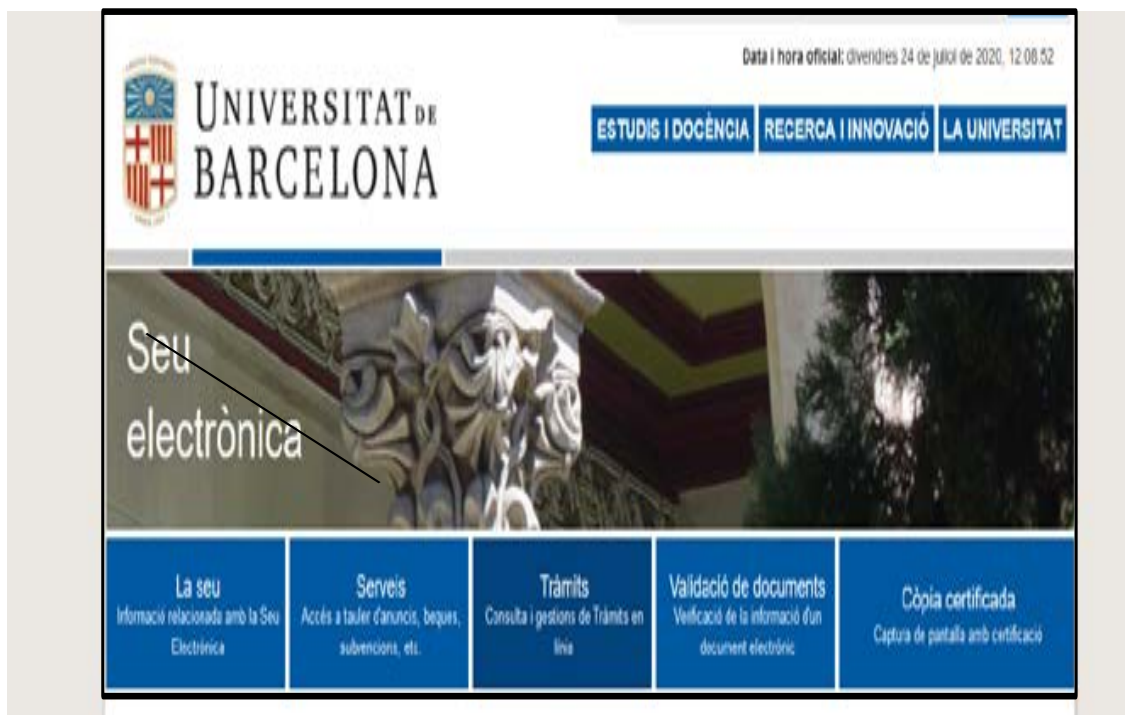 Data i hora oficial: divendres 24 de juliol de 2020, 12:08:52
UNIVERSITAT DE
BARCELONA
ESTUDIS I DOCÈNCIA RECERCA I INNOVACIÓ LA UNIVERSITAT
Seu
electrònica
La seu
Informació relacionada amb la Seu
Electrònica
Serveis
Accés a tauler d'anuncis, beques,
subvencions, etc.
Tràmits
Consulta i gestions de Tràmits en
línia
Validació de documents
Verificació de la informació d'un
document electrònic
Còpia certificada
Captura de pantalla amb certificació